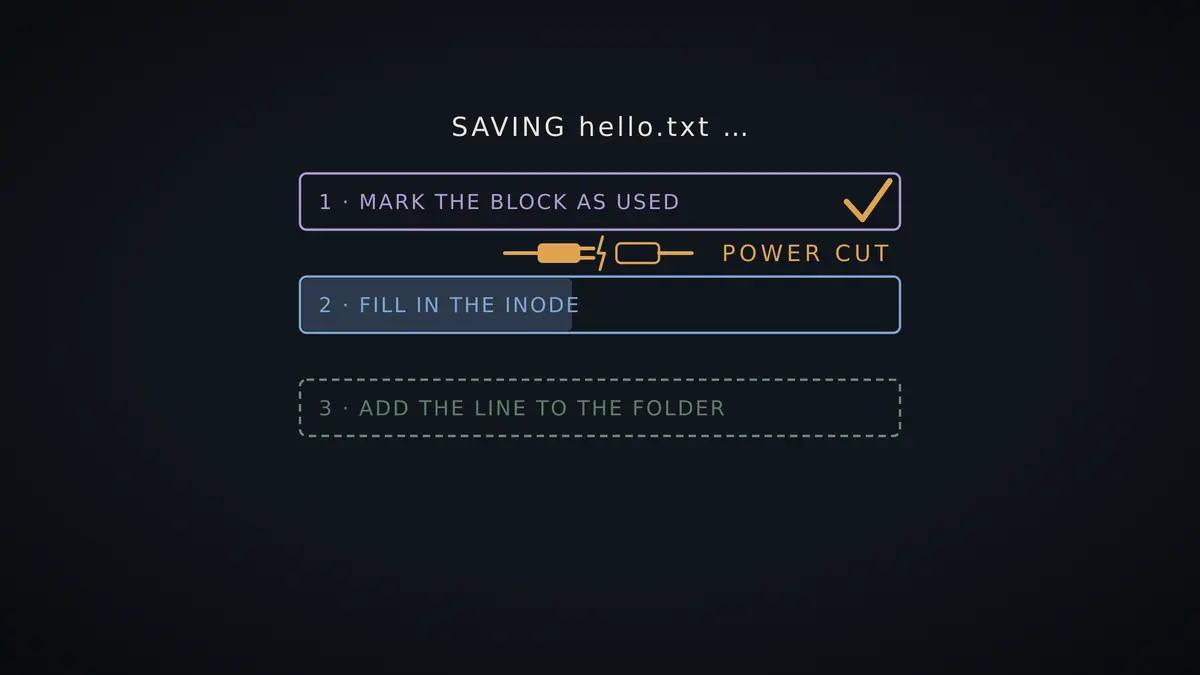 SAVING hello.txt …
1 · MARK THE BLOCK AS USED
POWER CUT
2 · FILL IN THE INODE
3 · ADD THE LINE TO THE FOLDER